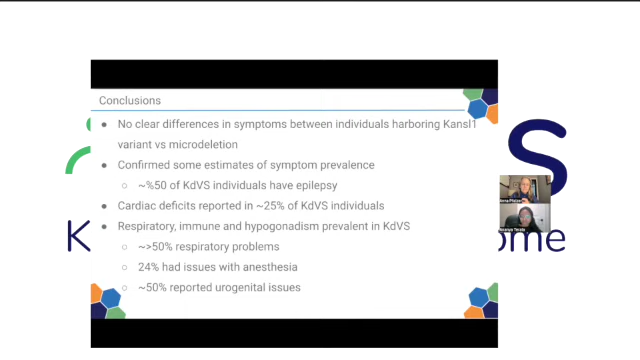 Conclusions
● No clear differences in symptoms between individuals harboring Kansl1
variant vs microdeletion
● Confirmed some estimates of symptom prevalence
○ ~%50 of KdVS individuals have epilepsy
● Cardiac deficits reported in ~25% of KdVS individuals
● Respiratory, immune and hypogonadism prevalent in KdVS
○ ~>50% respiratory problems
○ 24% had issues with anesthesia
○ ~50% reported urogenital issues
S
K
ome